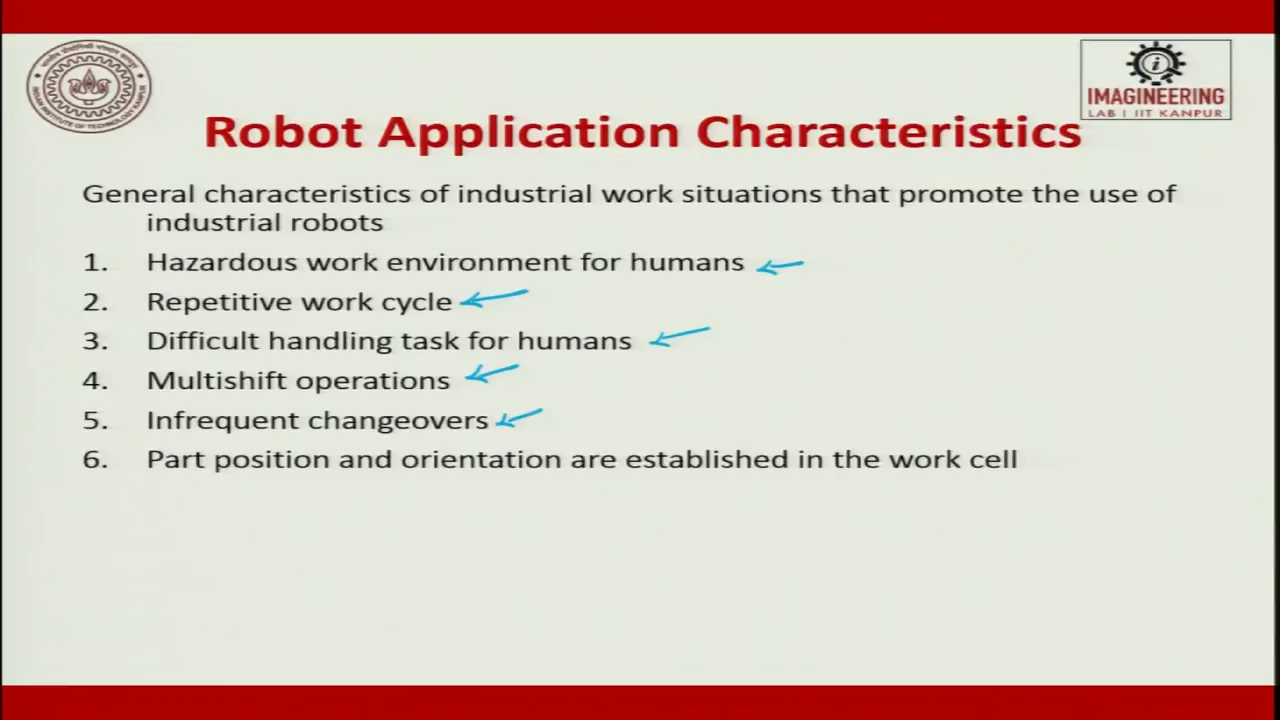 IMAGINEERING
LAB | IIT KANPUR
Robot Application Characteristics
General characteristics of industrial work situations that promote the use of
industrial robots
1. Hazardous work environment for humans
2. Repetitive work cycle
3. Difficult handling task for humans
4. Multishift operations
5. Infrequent changeovers
6. Part position and orientation are established in the work cell